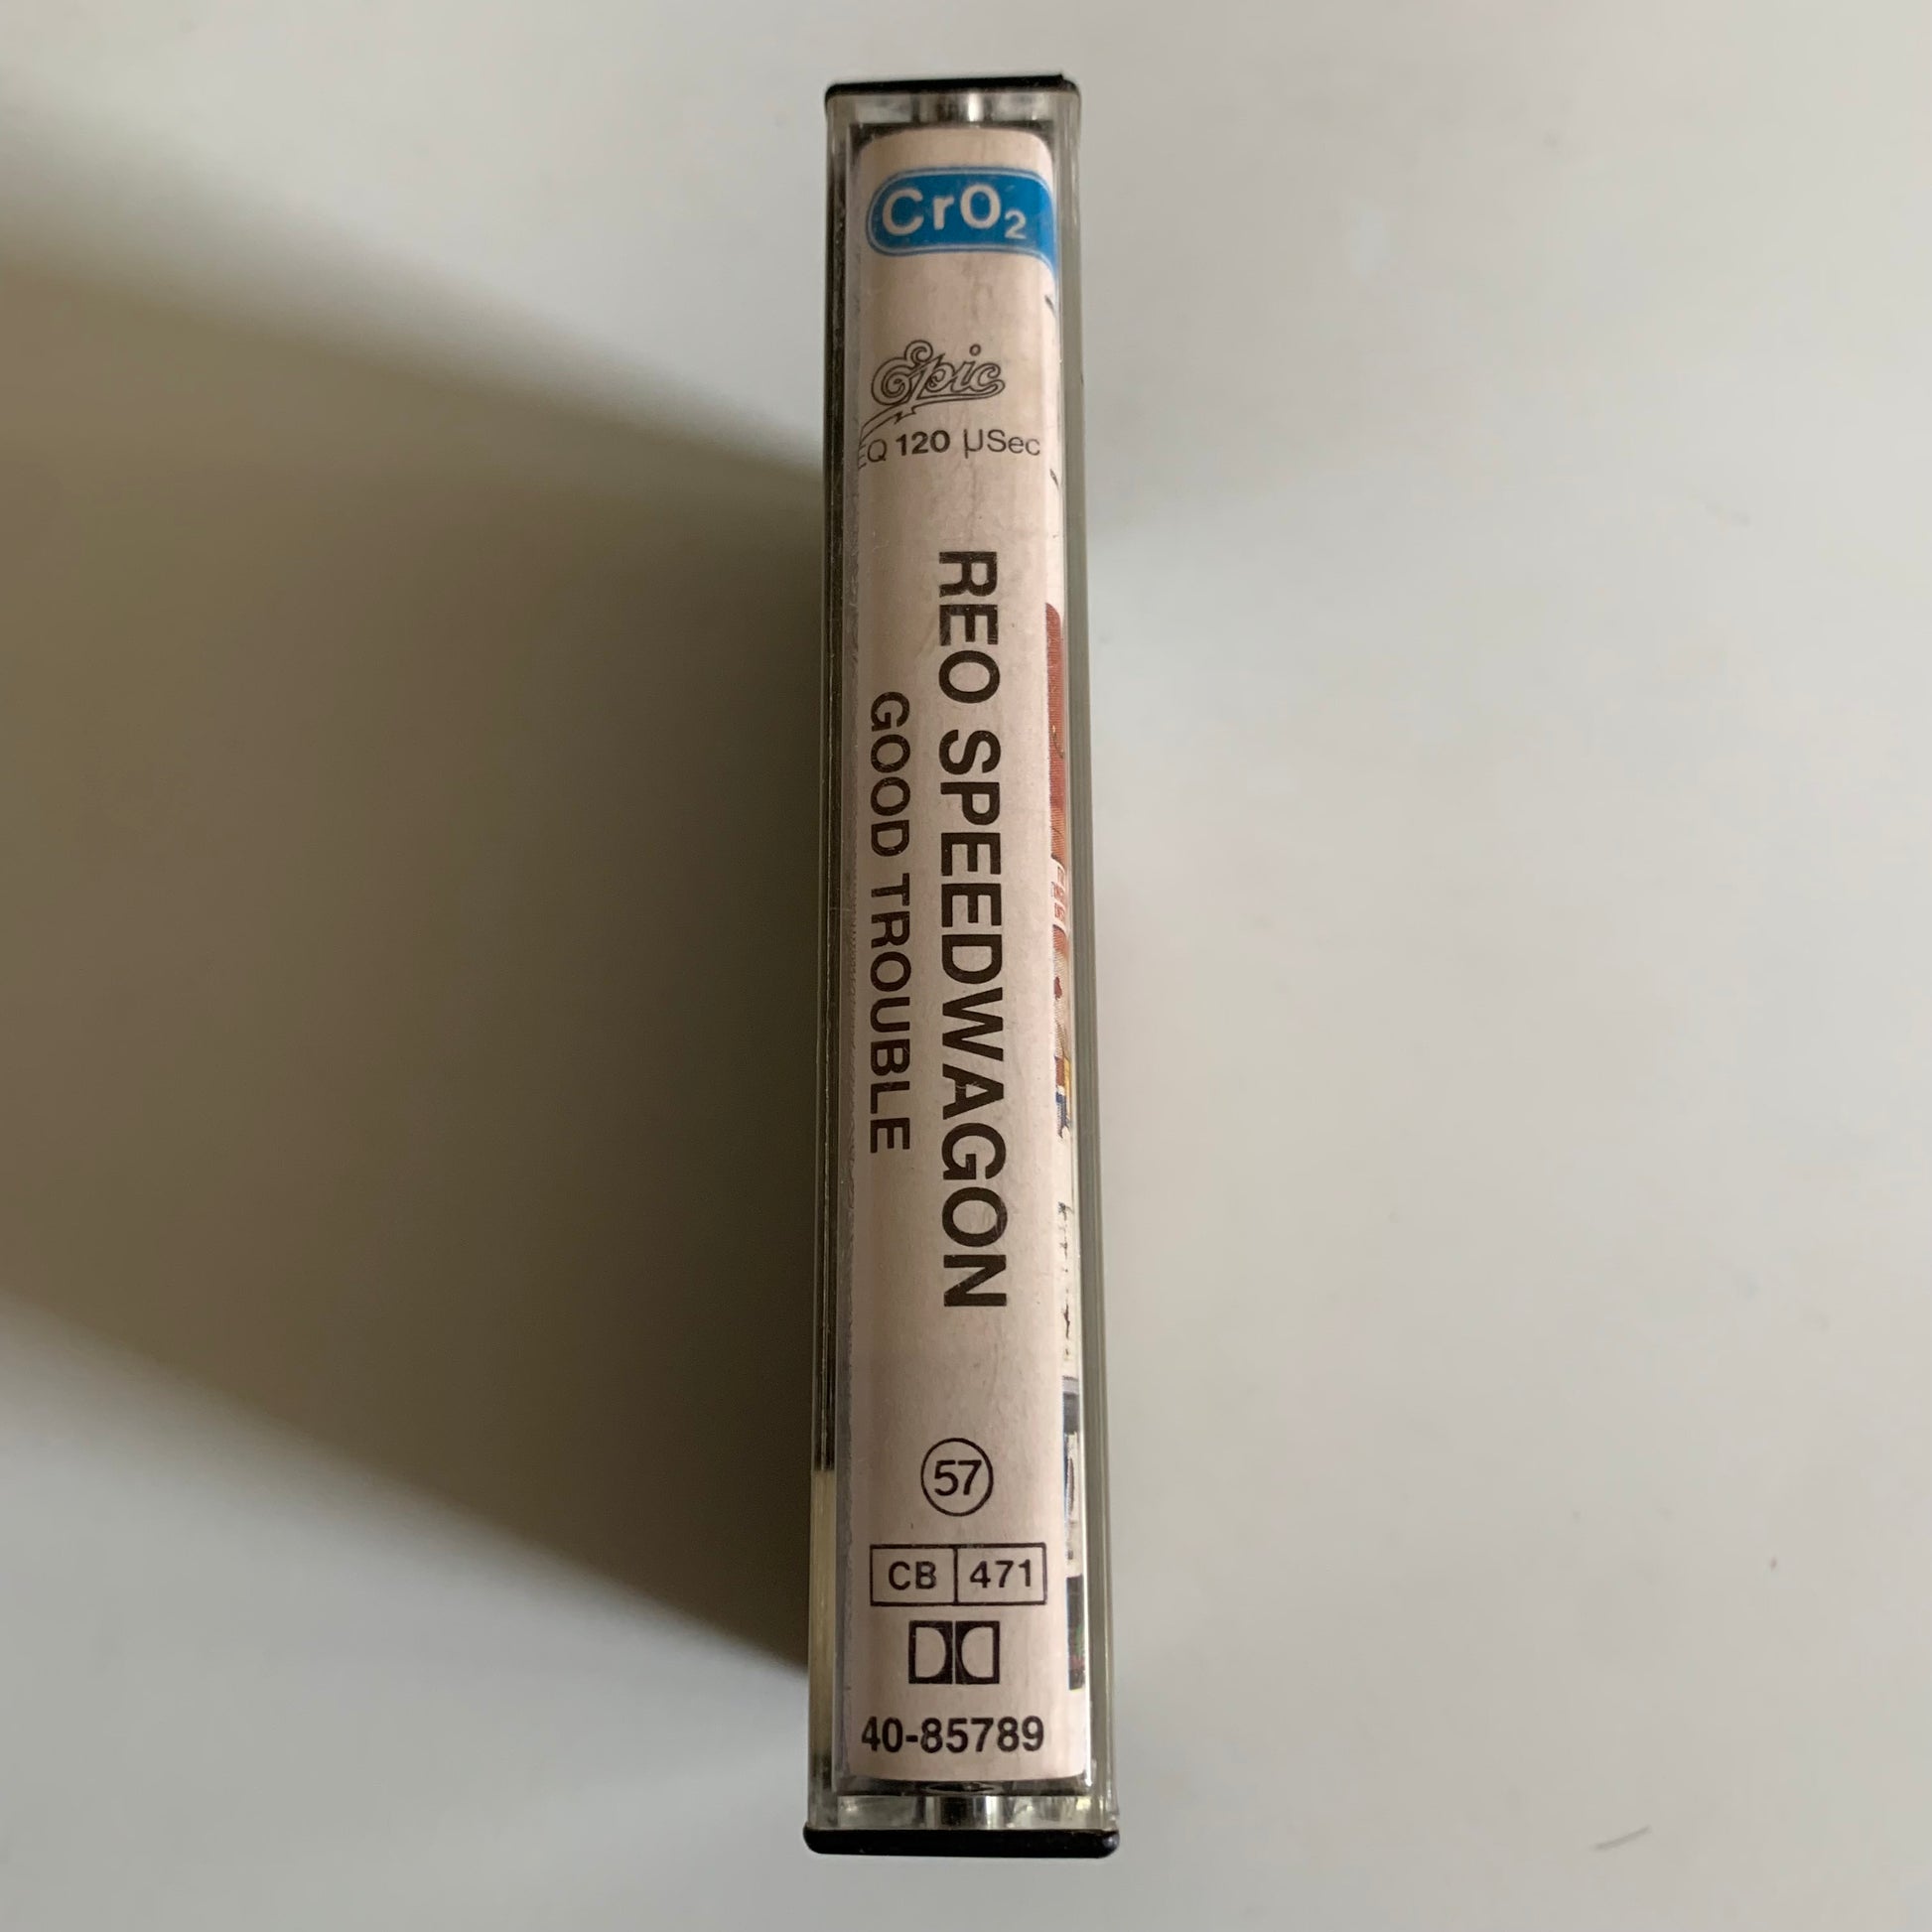 CrO₂
Epic
EQ 120 µSec
REO SPEEDWAGON
GOOD TROUBLE
57
CB 471
40-85789